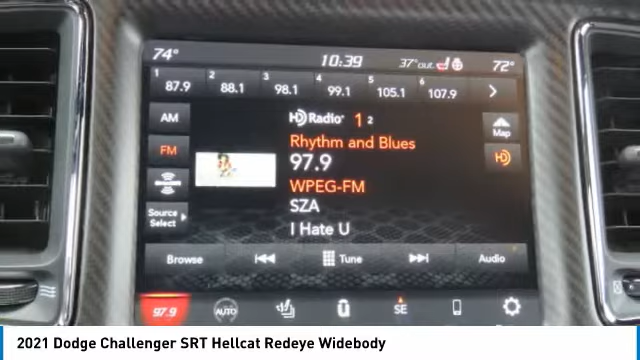 74° 10:39 37°out. 72°
1 2 3 4 5 6
87.9 88.1 98.1 99.1 105.1 107.9
AM HD Radio 1 2 Map
FM Rhythm and Blues HD
97.9
WPEG-FM
Source Select SZA
I Hate U
Browse Tune Audio
97.9 AUTO SE
2021 Dodge Challenger SRT Hellcat Redeye Widebody